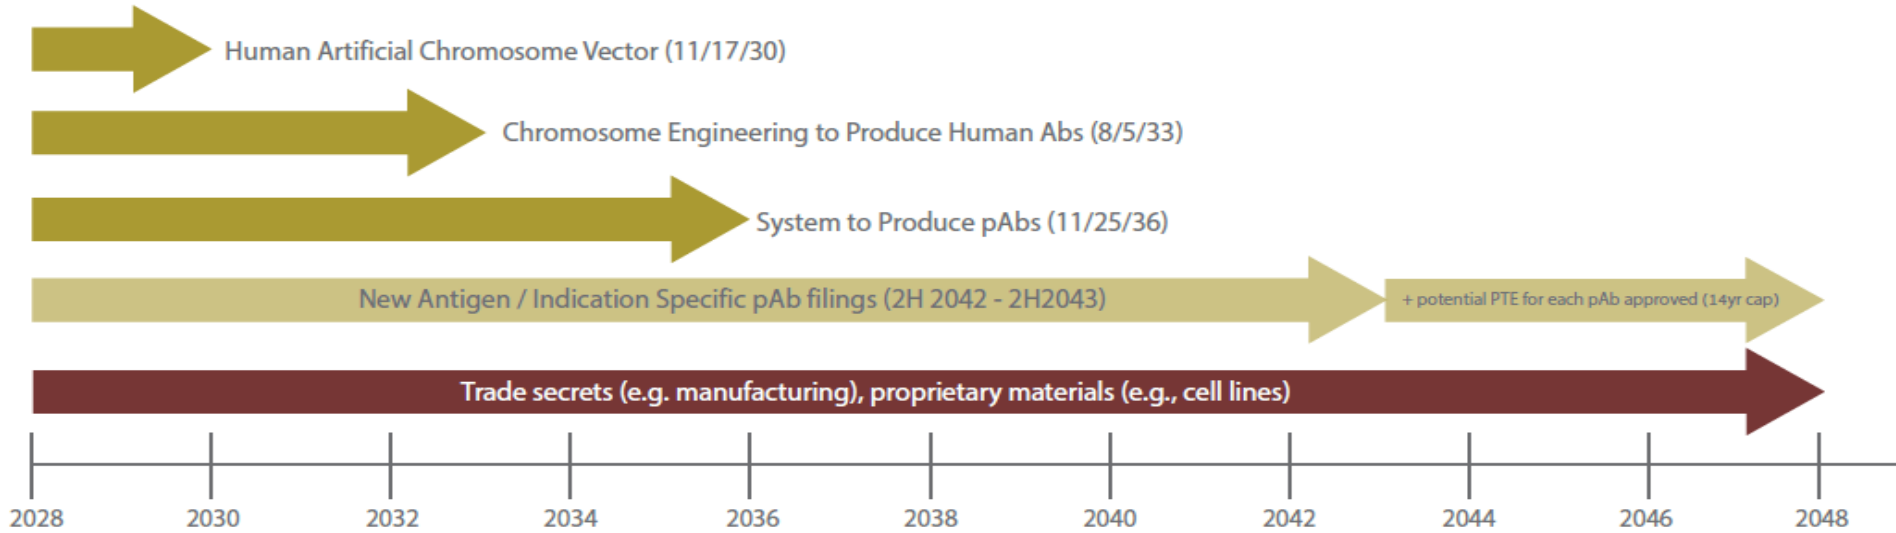 Human Artificial Chromosome Vector (11/17/30)
Chromosome Engineering to Produce Human Abs (8/5/33)
System to Produce pAbs (11/25/36)
New Antigen / Indication Specific pAb filings (2H 2042 - 2H2043)
+ potential PTE for each pAb approved (14yr cap)
Trade secrets (e.g. manufacturing), proprietary materials (e.g., cell lines)
2028 2030 2032 2034 2036 2038 2040 2042 2044 2046 2048